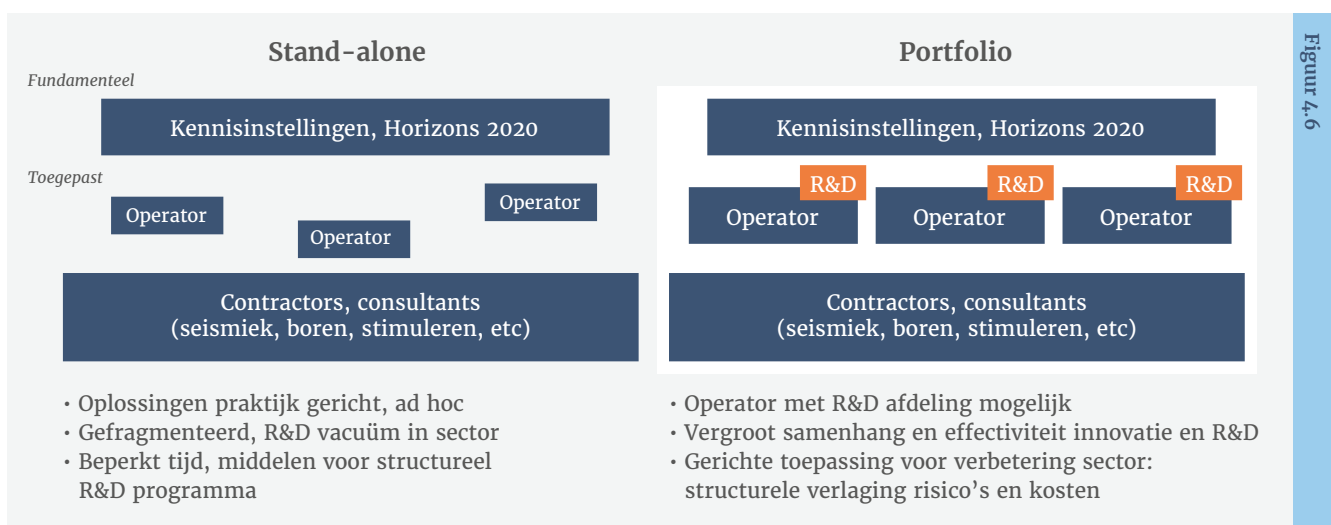 Stand-alone
Fundamenteel
Kennisinstellingen, Horizons 2020
Toegepast
Operator
Operator
Operator
Contractors, consultants
(seismiek, boren, stimuleren, etc)
• Oplossingen praktijk gericht, ad hoc
• Gefragmenteerd, R&D vacuüm in sector
• Beperkt tijd, middelen voor structureel
R&D programma
Portfolio
Kennisinstellingen, Horizons 2020
R&D
R&D
R&D
Operator
Operator
Operator
Contractors, consultants
(seismiek, boren, stimuleren, etc)
• Operator met R&D afdeling mogelijk
• Vergroot samenhang en effectiviteit innovatie en R&D
• Gerichte toepassing voor verbetering sector:
structurele verlaging risico’s en kosten
Figuur 4.6